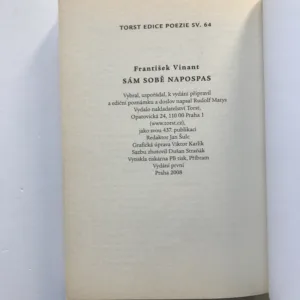 TORST EDICE POEZIE SV. 64
František Vinant
SÁM SOBĚ NAPOSPAS
Vybral, uspořádal, k vydání připravil
a ediční poznámku a doslov napsal Rudolf Matys
Vydalo nakladatelství Torst,
Opatovická 24, 110 00 Praha 1
(www.torst.cz),
jako svou 437. publikaci
Redaktor Jan Šulc
Grafická úprava Viktor Karlík
Sazbu zhotovil Dušan Straňák
Vytiskla tiskárna PB tisk, Příbram
Vydání první
Praha 2008